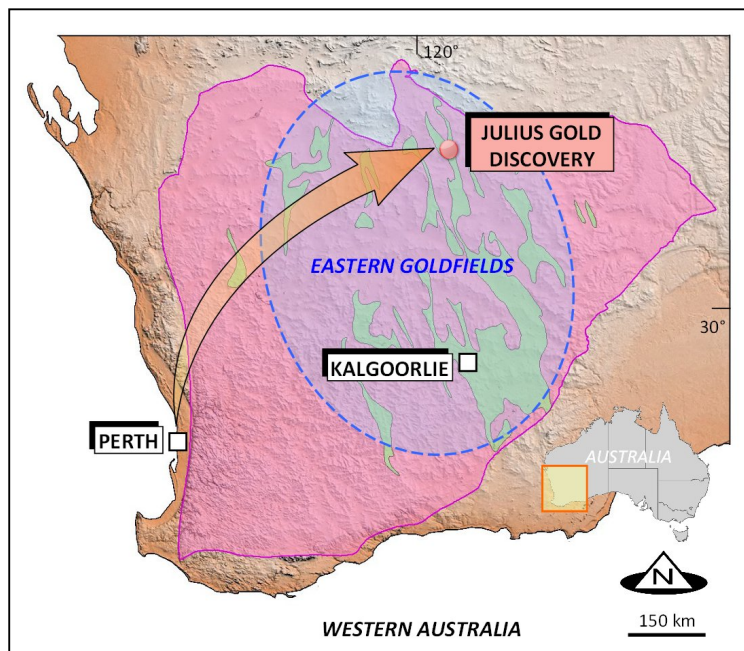 120°
JULIUS GOLD
DISCOVERY
EASTERN GOLDFIELDS
30°
KALGOORLIE
PERTH
AUSTRALIA
N
150 km
WESTERN AUSTRALIA